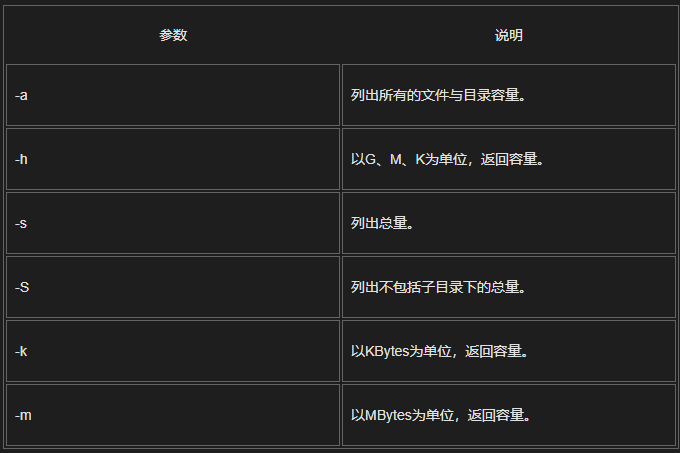 参数 说明
-a 列出所有的文件与目录容量。
-h 以G、M、K为单位，返回容量。
-s 列出总量。
-S 列出不包括子目录下的总量。
-k 以KBytes为单位，返回容量。
-m 以MBytes为单位，返回容量。